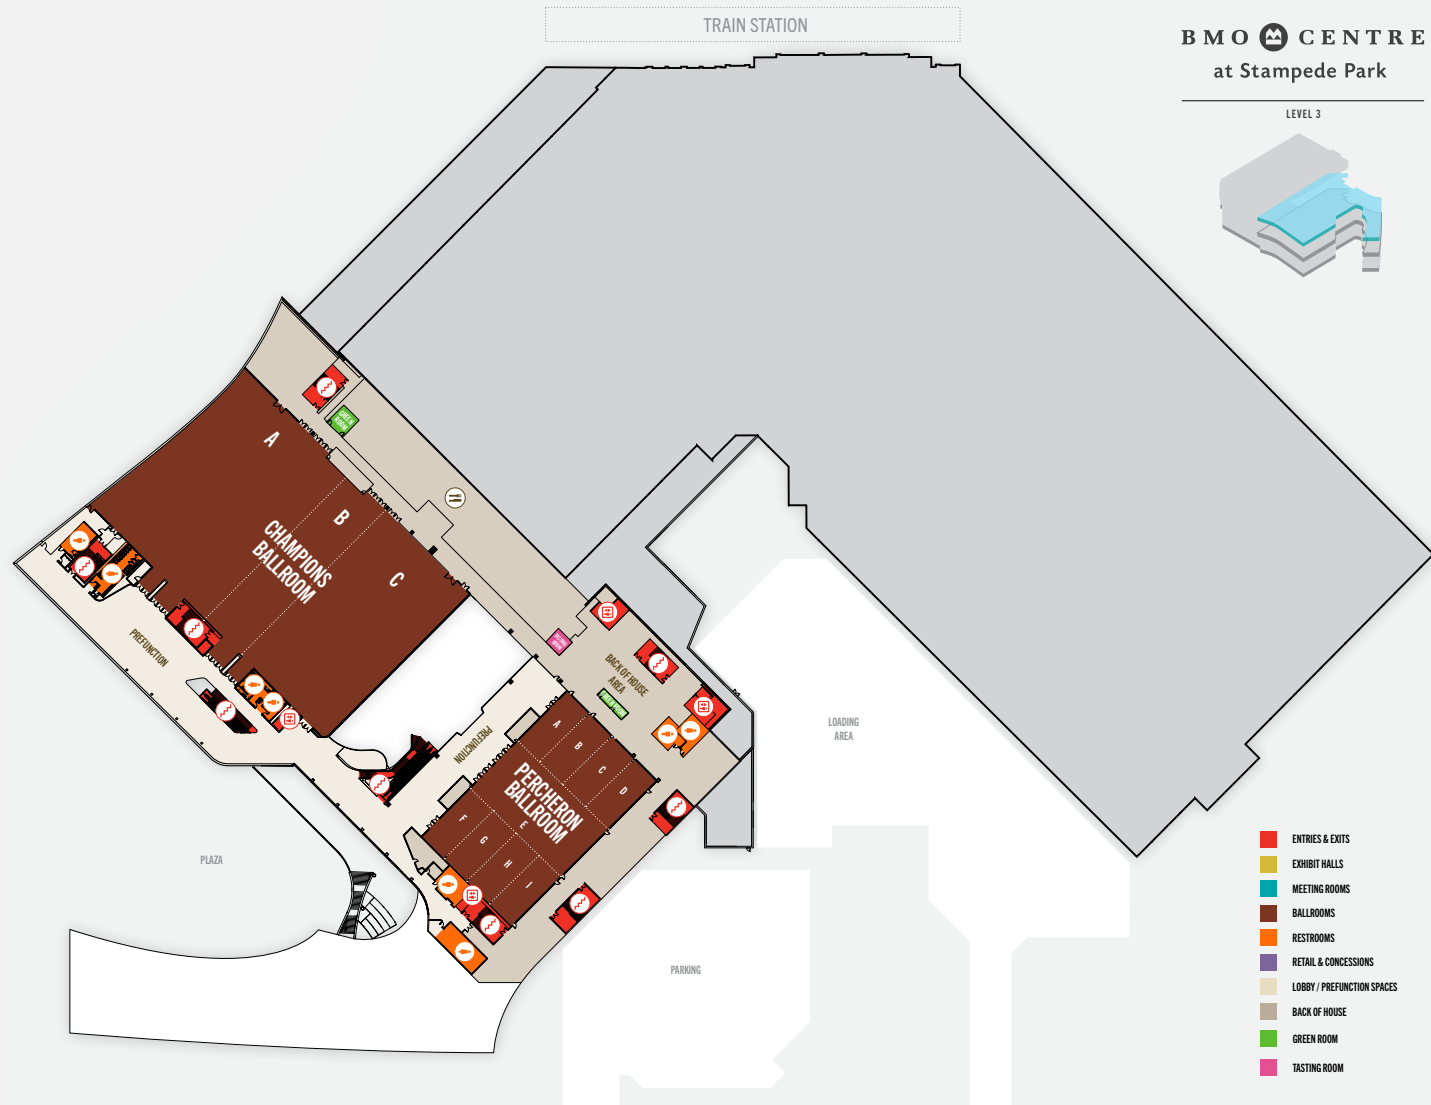 TRAIN STATION
BMO CENTRE
at Stampede Park
LEVEL 3
GREEN
ROOM
A
B
C
CHAMPIONS
BALLROOM
PREFUNCTION
BACK OF HOUSE
AREA
PREFUNCTION
A
B
C
D
PERCHERON
BALLROOM
E
F
G
H
I
LOADING
AREA
PLAZA
PARKING
ENTRIES & EXITS
EXHIBIT HALLS
MEETING ROOMS
BALLROOMS
RESTROOMS
RETAIL & CONCESSIONS
LOBBY / PREFUNCTION SPACES
BACK OF HOUSE
GREEN ROOM
TASTING ROOM